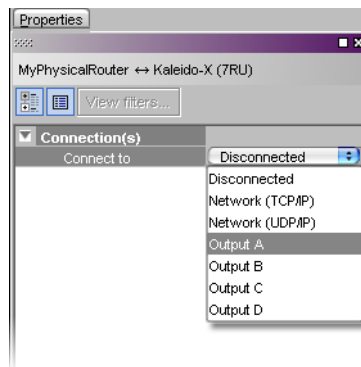 Properties
MyPhysicalRouter ↔ Kaleido-X (7RU)
View filters...
Connection(s)
Connect to
Disconnected
Disconnected
Network (TCP/IP)
Network (UDP/IP)
Output A
Output B
Output C
Output D